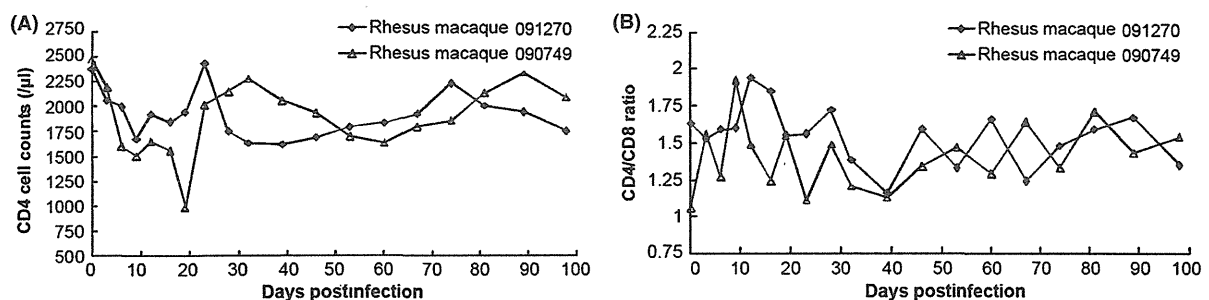 (A)
CD4 cell counts (/µl)
2750
2500
2250
2000
1750
1500
1250
1000
750
500
0 10 20 30 40 50 60 70 80 90 100
Days postinfection
Rhesus macaque 091270
Rhesus macaque 090749
(B)
CD4/CD8 ratio
2.25
2
1.75
1.5
1.25
1
0.75
0 10 20 30 40 50 60 70 80 90 100
Days postinfection
Rhesus macaque 091270
Rhesus macaque 090749